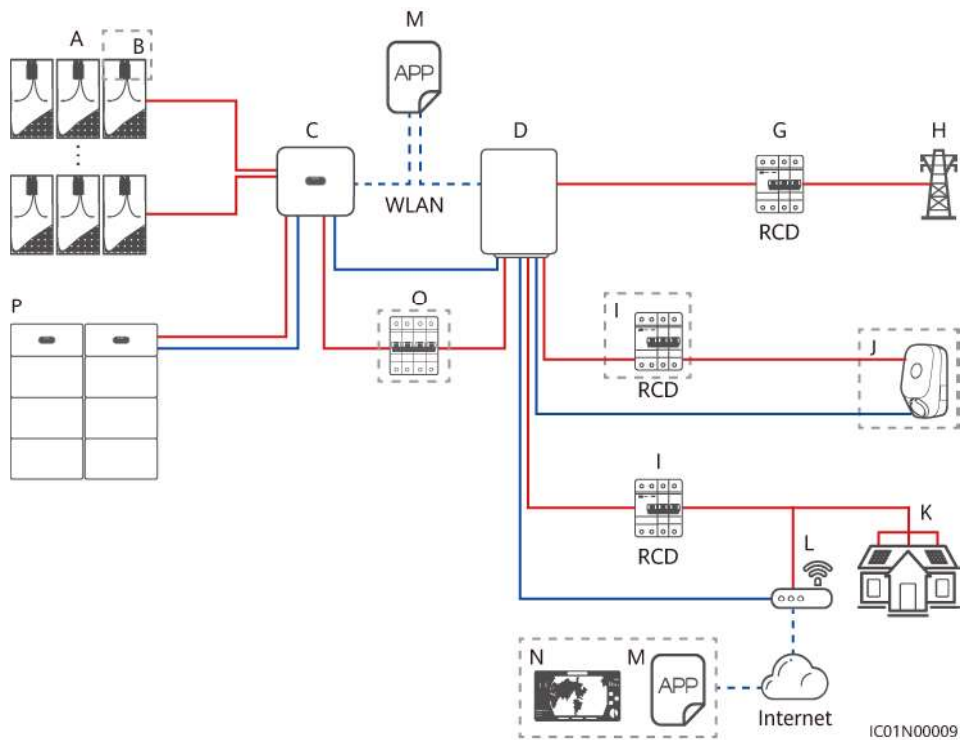 M
A
B
APP
C
D
G
H
WLAN
RCD
P
O
I
J
RCD
I
K
RCD
L
N
M
APP
Internet
IC01N00009